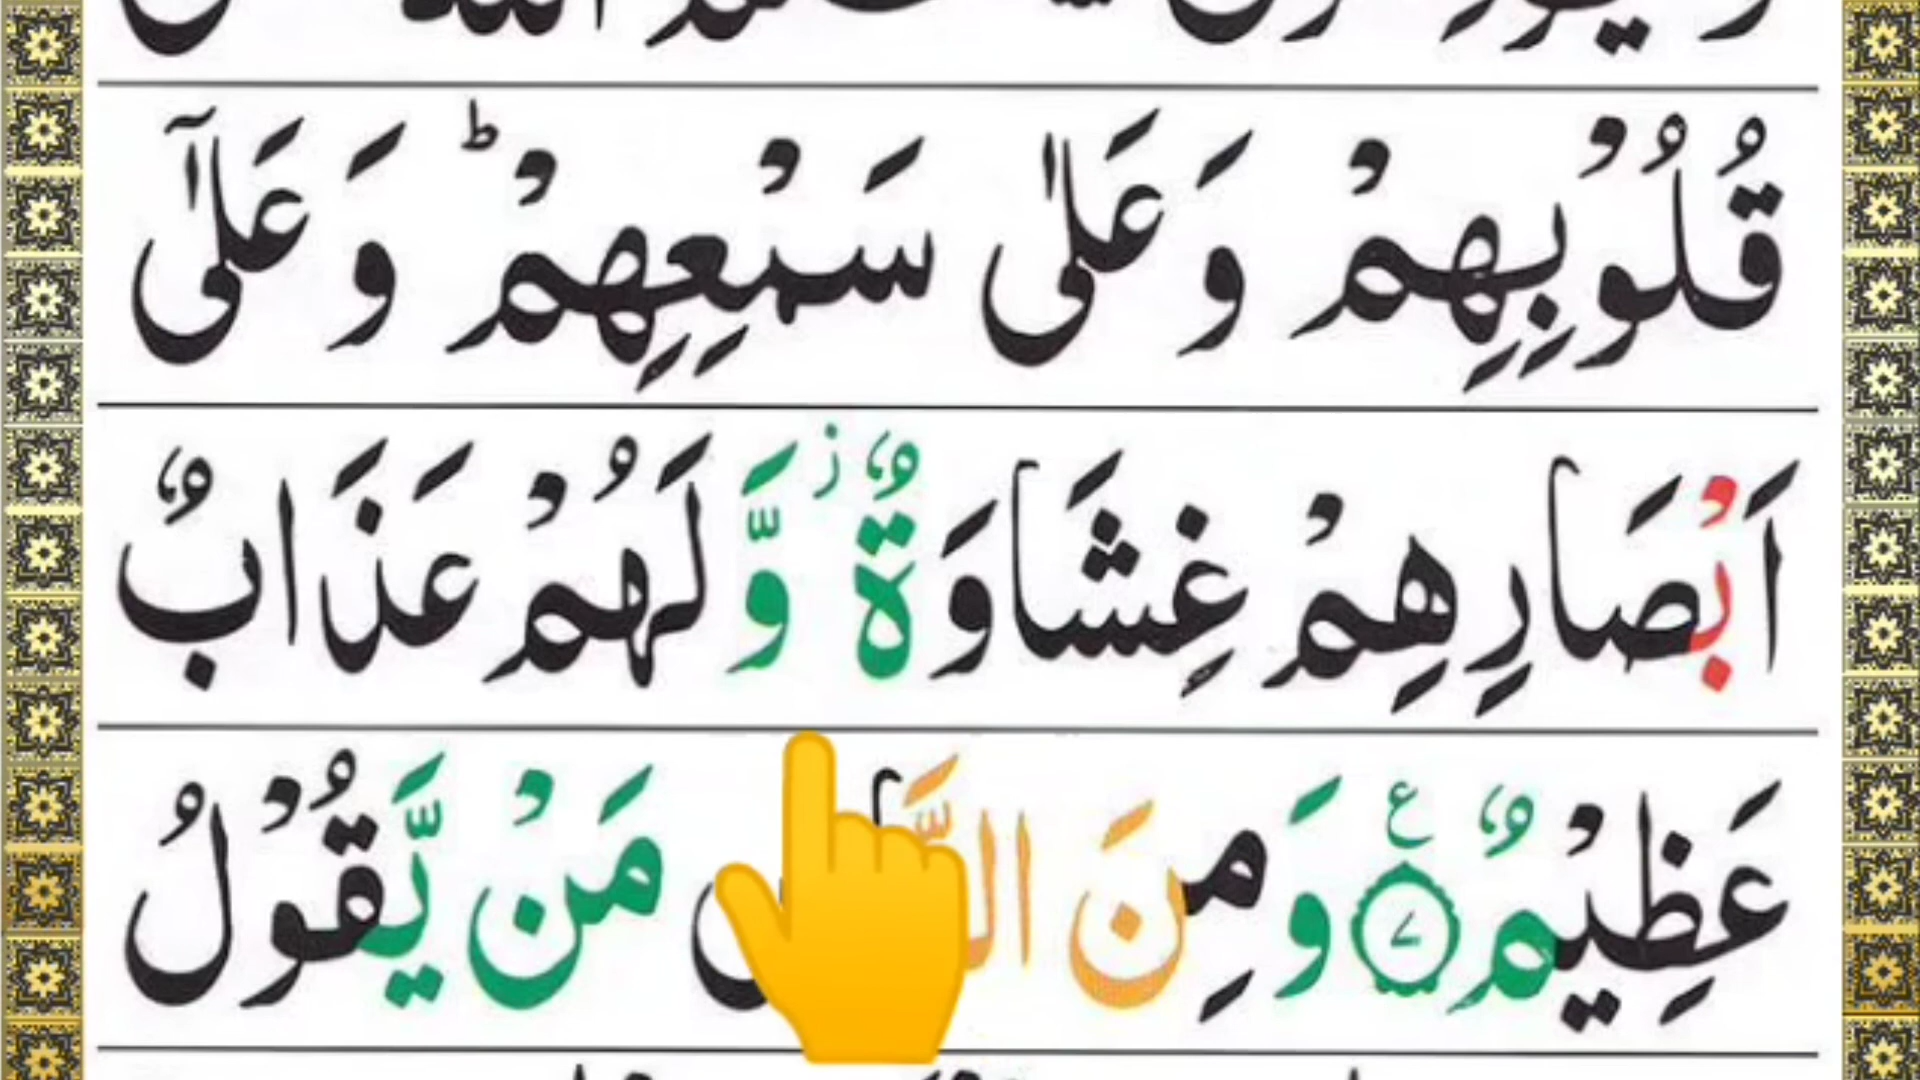 قُلُوْبِهِمْ وَعَلٰى سَمْعِهِمْ ؕ وَعَلٰٓى
اَبْصَارِهِمْ غِشَاوَةٌ ز وَّلَهُمْ عَذَابٌ
عَظِيْمٌ ع ٧ وَمِنَ مَنْ يَّقُوْلُ